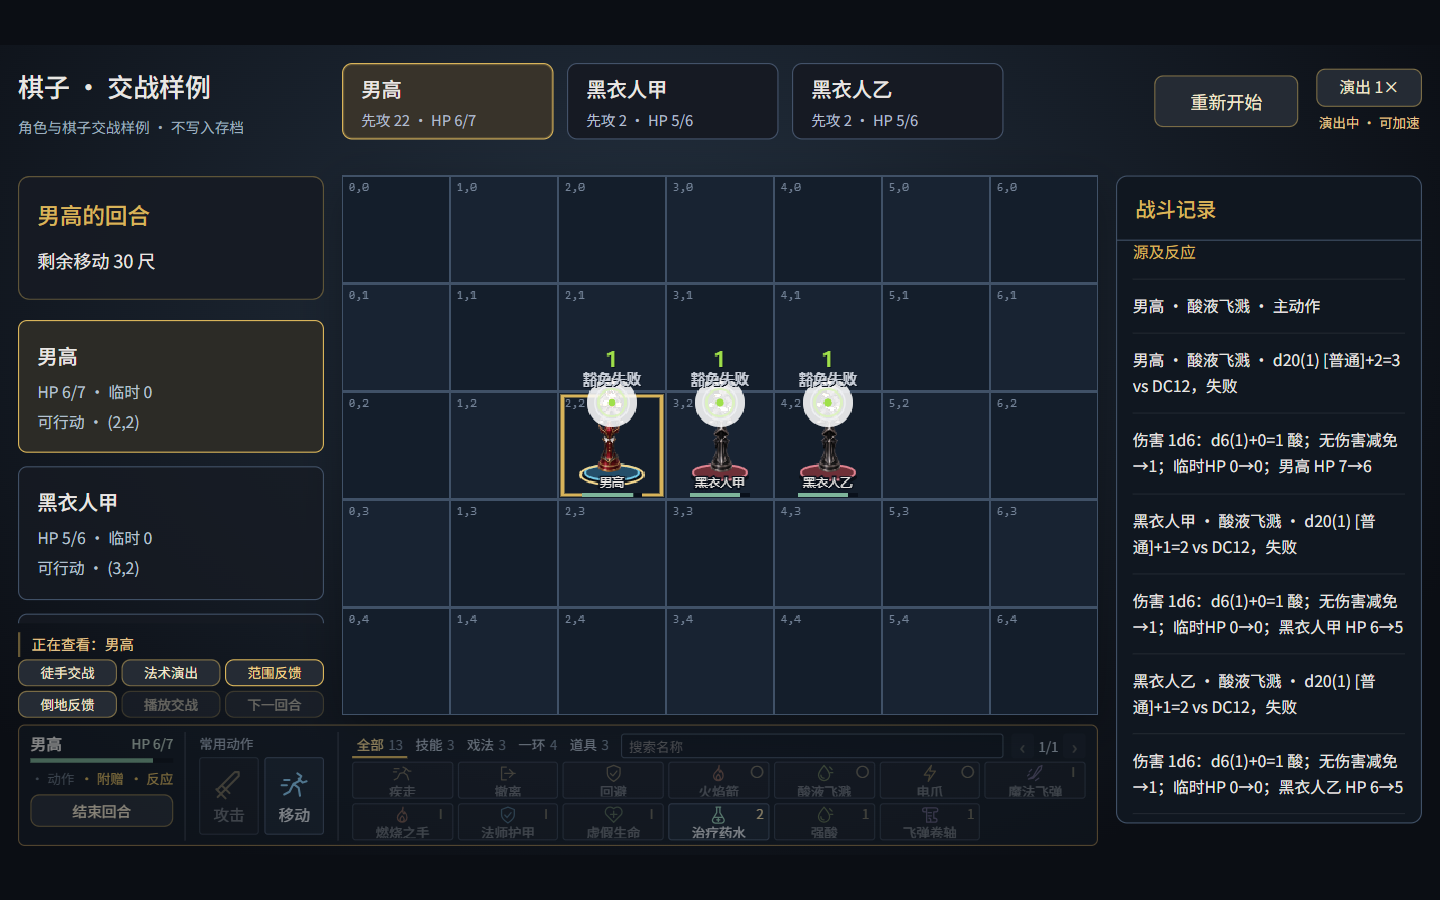 棋子 · 交战样例
角色与棋子交战样例 · 不写入存档
男高
先攻 22 · HP 6/7
黑衣人甲
先攻 2 · HP 5/6
黑衣人乙
先攻 2 · HP 5/6
重新开始
演出 1×
演出中 · 可加速
男高的回合
剩余移动 30 尺
男高
HP 6/7 · 临时 0
可行动 · (2,2)
黑衣人甲
HP 5/6 · 临时 0
可行动 · (3,2)
正在查看：男高
徒手交战
法术演出
范围反馈
倒地反馈
播放交战
下一回合
0,0 1,0 2,0 3,0 4,0 5,0 6,0
0,1 1,1 2,1 3,1 4,1 5,1 6,1
1 1 1
豁免失败 豁免失败 豁免失败
0,2 1,2 2,2 3,2 4,2 5,2 6,2
男高 黑衣人甲 黑衣人乙
0,3 1,3 2,3 3,3 4,3 5,3 6,3
0,4 1,4 2,4 3,4 4,4 5,4 6,4
战斗记录
源及反应
男高 · 酸液飞溅 · 主动作
男高 · 酸液飞溅 · d20(1) [普通]+2=3
vs DC12，失败
伤害 1d6：d6(1)+0=1 酸；无伤害减免
→1；临时HP 0→0；男高 HP 7→6
黑衣人甲 · 酸液飞溅 · d20(1) [普
通]+1=2 vs DC12，失败
伤害 1d6：d6(1)+0=1 酸；无伤害减免
→1；临时HP 0→0；黑衣人甲 HP 6→5
黑衣人乙 · 酸液飞溅 · d20(1) [普
通]+1=2 vs DC12，失败
伤害 1d6：d6(1)+0=1 酸；无伤害减免
→1；临时HP 0→0；黑衣人乙 HP 6→5
男高 HP 6/7
· 动作 · 附赠 · 反应
结束回合
常用动作
攻击
移动
全部 13 技能 3 戏法 3 一环 4 道具 3
搜索名称
‹ 1/1 ›
疾走 撤离 回避 火焰箭 酸液飞溅 电爪 魔法飞弹 I
燃烧之手 I 法师护甲 I 虚假生命 I 治疗药水 2 强酸 1 飞弹卷轴 1